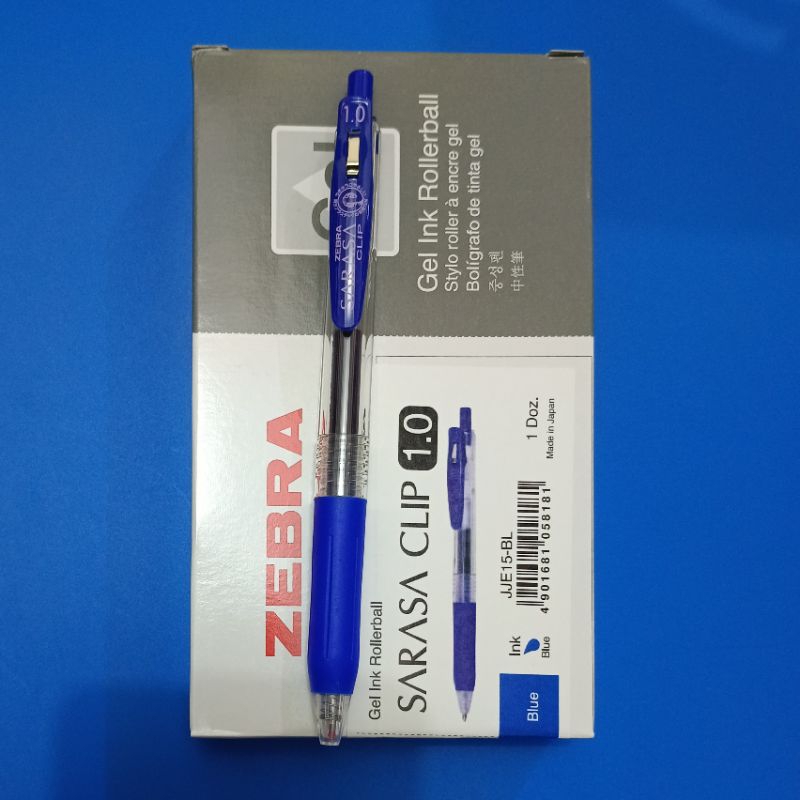 1.0
ZEBRA
SARASA
CLIP
Gel
Gel Ink Rollerball
Stylo roller à encre gel
Bolígrafo de tinta gel
중성펜
中性筆
ZEBRA
Gel Ink Rollerball
SARASA CLIP 1.0
JJE15-BL
4 901681 058181
1 Doz.
Made in Japan
Ink
Blue
Blue